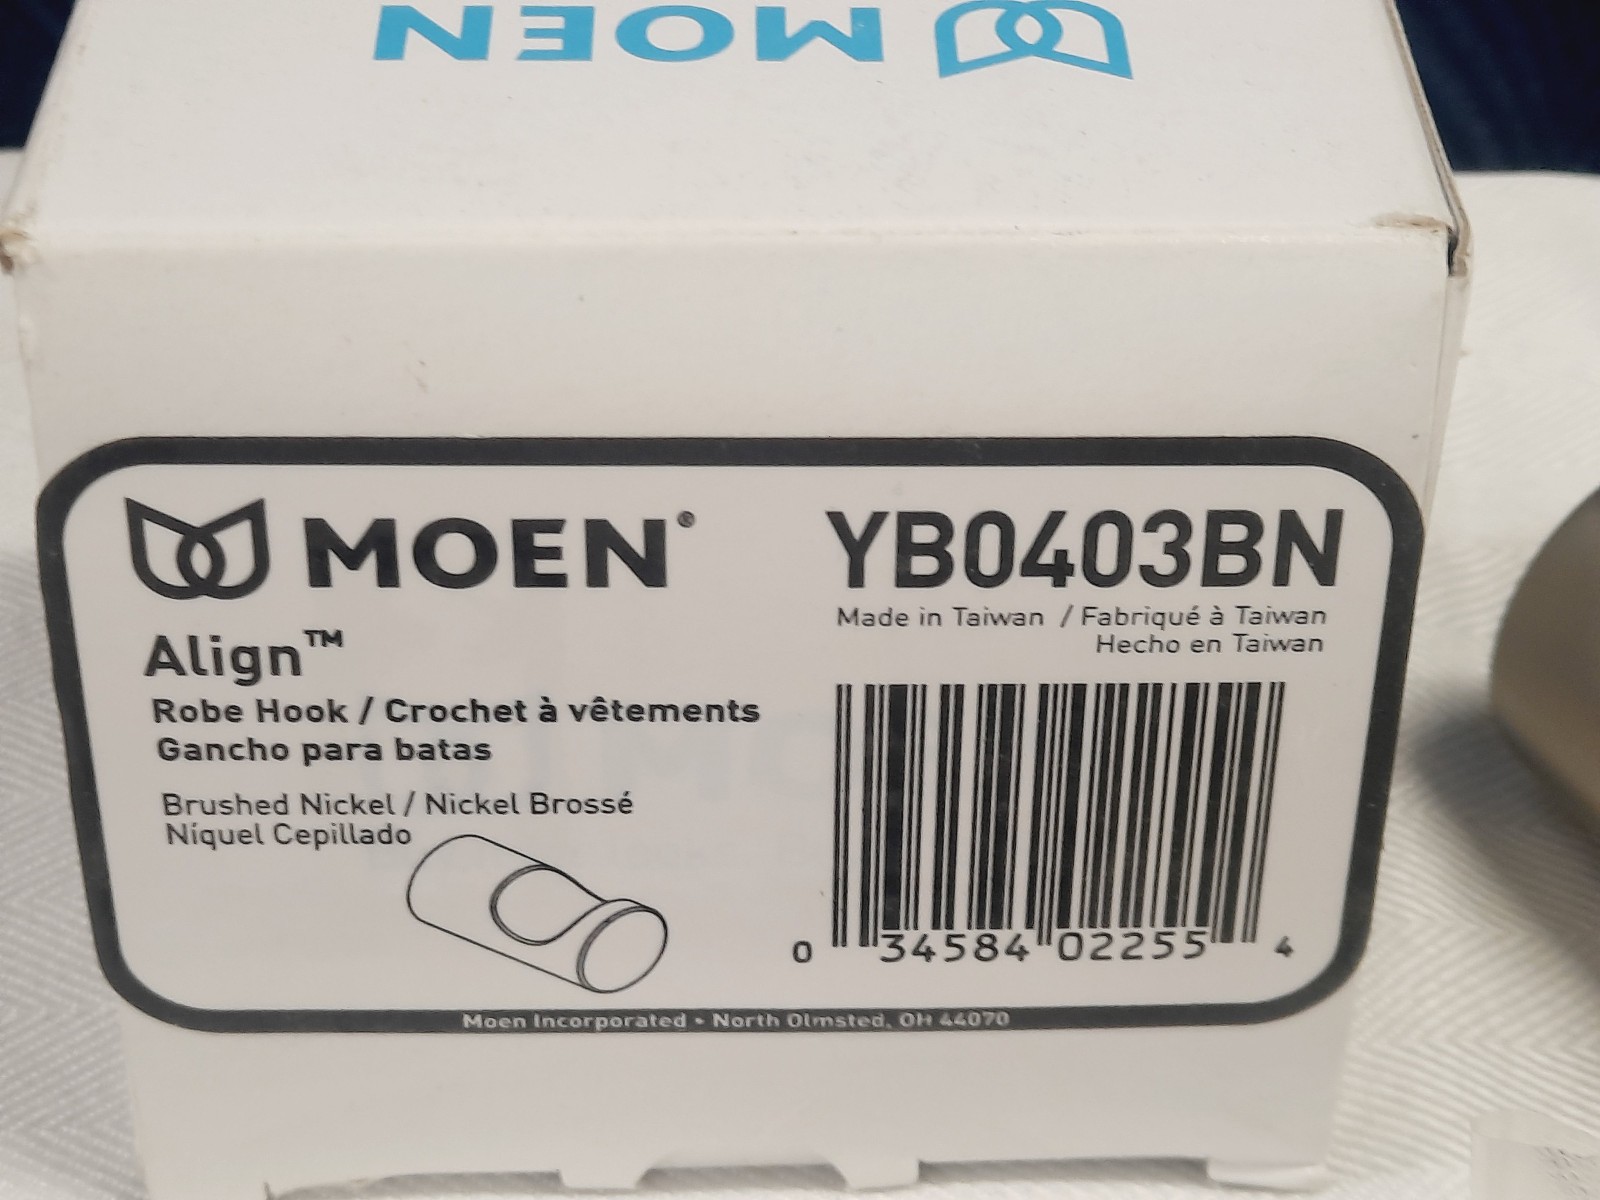 MOEN
MOEN® YB0403BN
Made in Taiwan / Fabriqué à Taiwan
Hecho en Taiwan
Align™
Robe Hook / Crochet à vêtements
Gancho para batas
Brushed Nickel / Nickel Brossé
Níquel Cepillado
0 34584 02255 4
Moen Incorporated • North Olmsted, OH 44070